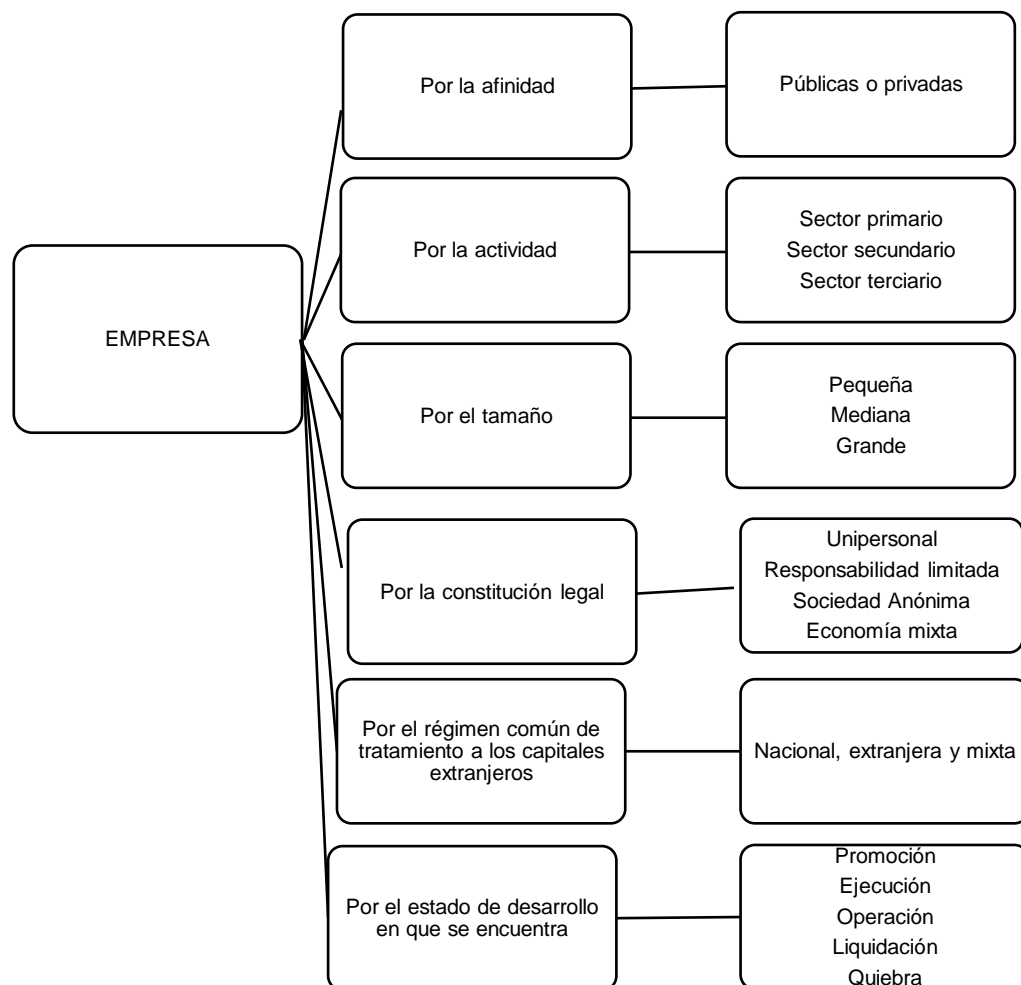 EMPRESA
Por la afinidad
Públicas o privadas
Por la actividad
Sector primario
Sector secundario
Sector terciario
Por el tamaño
Pequeña
Mediana
Grande
Por la constitución legal
Unipersonal
Responsabilidad limitada
Sociedad Anónima
Economía mixta
Por el régimen común de
tratamiento a los capitales
extranjeros
Nacional, extranjera y mixta
Por el estado de desarrollo
en que se encuentra
Promoción
Ejecución
Operación
Liquidación
Quiebra